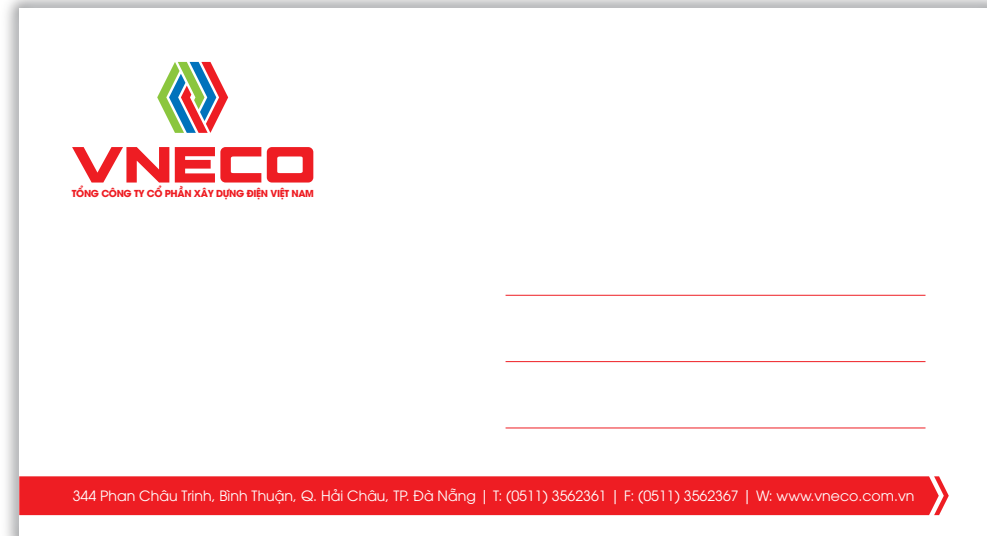 VNECO
TỔNG CÔNG TY CỔ PHẦN XÂY DỰNG ĐIỆN VIỆT NAM
344 Phan Châu Trinh, Bình Thuận, Q. Hải Châu, TP. Đà Nẵng | T: (0511) 3562361 | F: (0511) 3562367 | W: www.vneco.com.vn